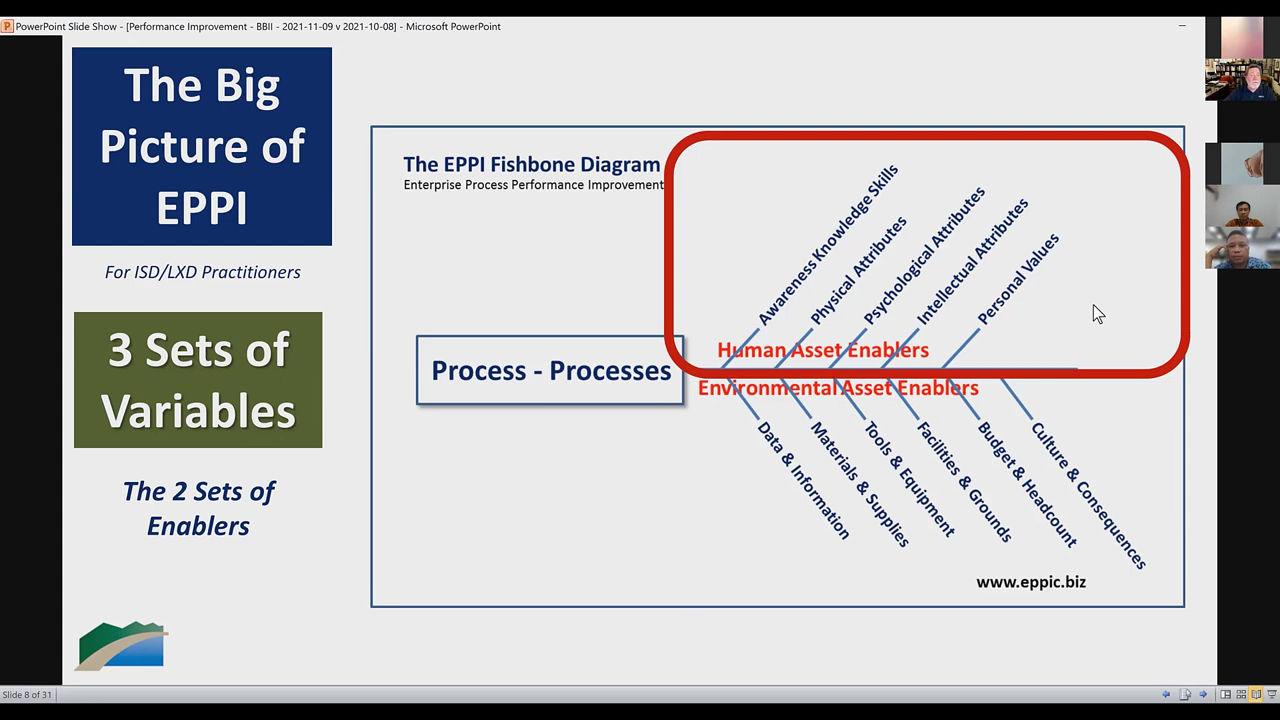 PowerPoint Slide Show - [Performance Improvement - BBII - 2021-11-09 v 2021-10-08] - Microsoft PowerPoint
The Big
Picture of
EPPI
For ISD/LXD Practitioners
3 Sets of
Variables
The 2 Sets of
Enablers
The EPPI Fishbone Diagram
Enterprise Process Performance Improvement
Process - Processes
Awareness Knowledge Skills
Physical Attributes
Psychological Attributes
Intellectual Attributes
Personal Values
Human Asset Enablers
Environmental Asset Enablers
Data & Information
Materials & Supplies
Tools & Equipment
Facilities & Grounds
Budget & Headcount
Culture & Consequences
www.eppic.biz
Slide 8 of 31